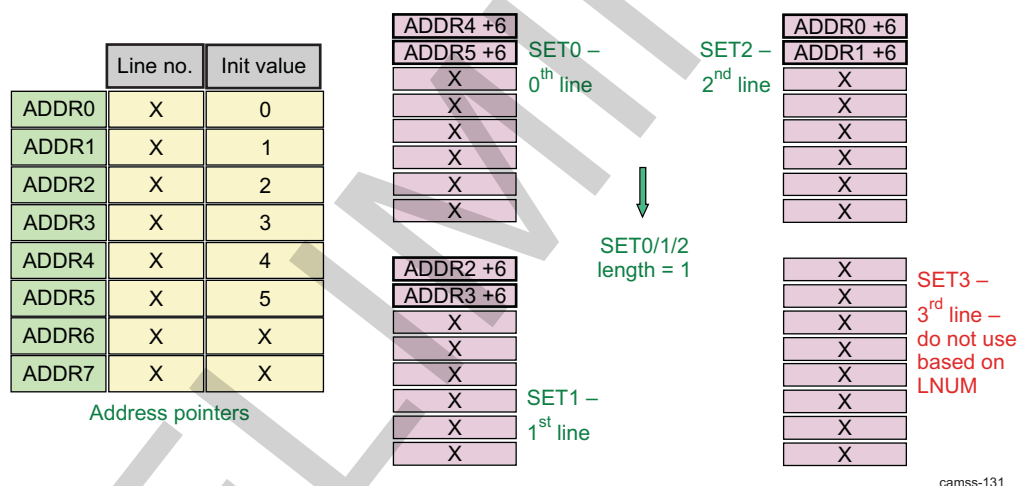 Line no. Init value
ADDR0 X 0
ADDR1 X 1
ADDR2 X 2
ADDR3 X 3
ADDR4 X 4
ADDR5 X 5
ADDR6 X X
ADDR7 X X
Address pointers
ADDR4 +6
ADDR5 +6
X
X
X
X
X
X
SET0 –
0th line
ADDR2 +6
ADDR3 +6
X
X
X
X
X
X
SET1 –
1st line
SET0/1/2
length = 1
SET2 –
2nd line
ADDR0 +6
ADDR1 +6
X
X
X
X
X
X
X
X
X
X
X
X
X
X
SET3 –
3rd line –
do not use
based on
LNUM
camss-131